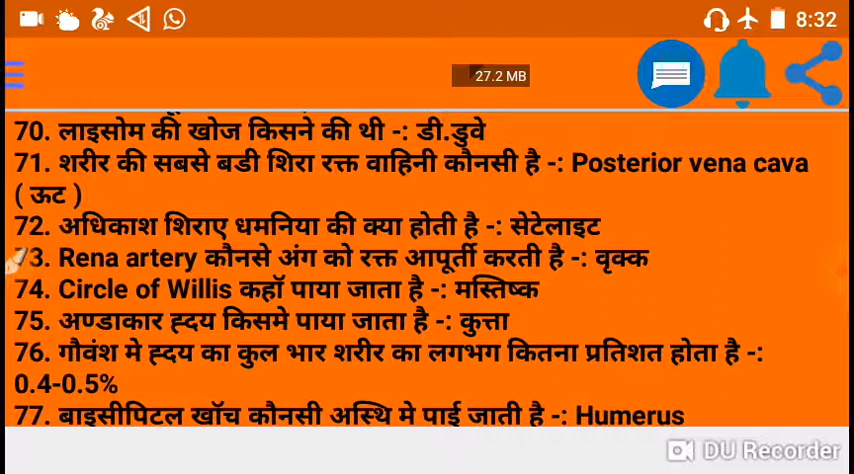 8:32
27.2 MB
70. लाइसोम की खोज किसने की थी -: डी.डुवे
71. शरीर की सबसे बडी शिरा रक्त वाहिनी कौनसी है -: Posterior vena cava
( ऊट )
72. अधिकाश शिराए धमनिया की क्या होती है -: सेटेलाइट
73. Rena artery कौनसे अंग को रक्त आपूर्ती करती है -: वृक्क
74. Circle of Willis कहाॅ पाया जाता है -: मस्तिष्क
75. अण्डाकार ह्दय किसमे पाया जाता है -: कुत्ता
76. गौवंश मे ह्दय का कुल भार शरीर का लगभग कितना प्रतिशत होता है -:
0.4-0.5%
77. बाइसीपिटल खाॅच कौनसी अस्थि मे पाई जाती है -: Humerus
DU Recorder